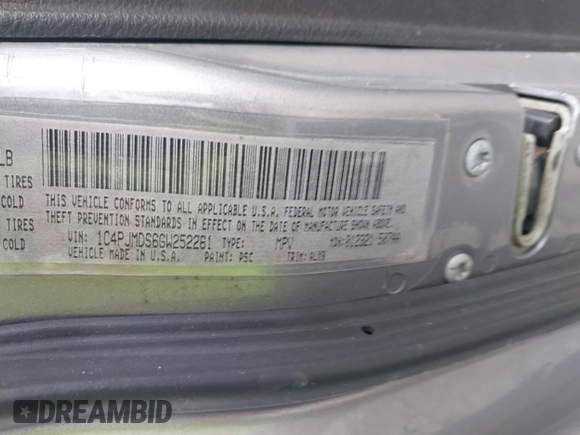 LB
TIRES
COLD
TIRES
COLD
THIS VEHICLE CONFORMS TO ALL APPLICABLE U.S.A. FEDERAL MOTOR VEHICLE SAFETY AND
THEFT PREVENTION STANDARDS IN EFFECT ON THE DATE OF MANUFACTURE SHOWN ABOVE.
VIN: 1C4PJMDS6GW252261 TYPE: MPV MDH:
VEHICLE MADE IN U.S.A. PAINT: PSC TRIM:
DREAMBID